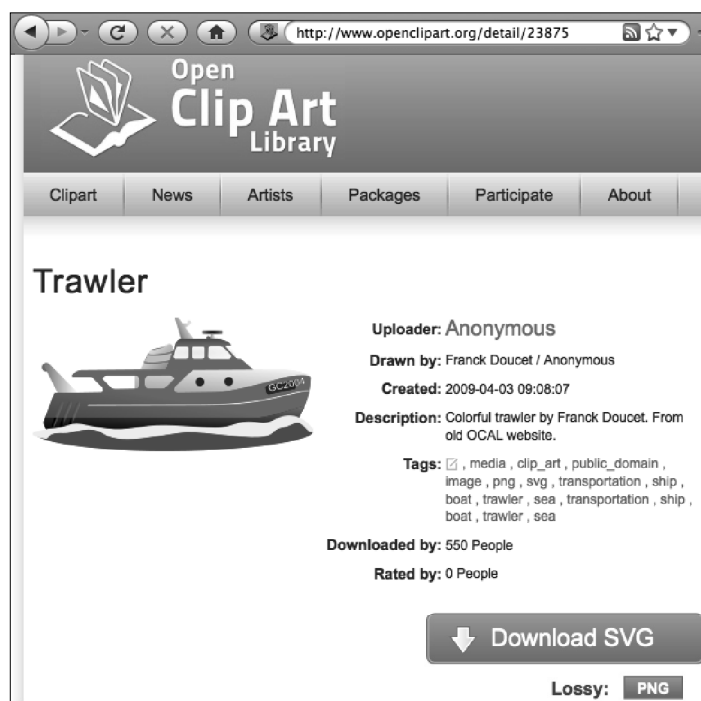 http://www.openclipart.org/detail/23875
Open
Clip Art
Library
Clipart News Artists Packages Participate About
Trawler
GC2004
Uploader: Anonymous
Drawn by: Franck Doucet / Anonymous
Created: 2009-04-03 09:08:07
Description: Colorful trawler by Franck Doucet. From
old OCAL website.
Tags: , media , clip_art , public_domain ,
image , png , svg , transportation , ship ,
boat , trawler , sea , transportation , ship ,
boat , trawler , sea
Downloaded by: 550 People
Rated by: 0 People
Download SVG
Lossy: PNG